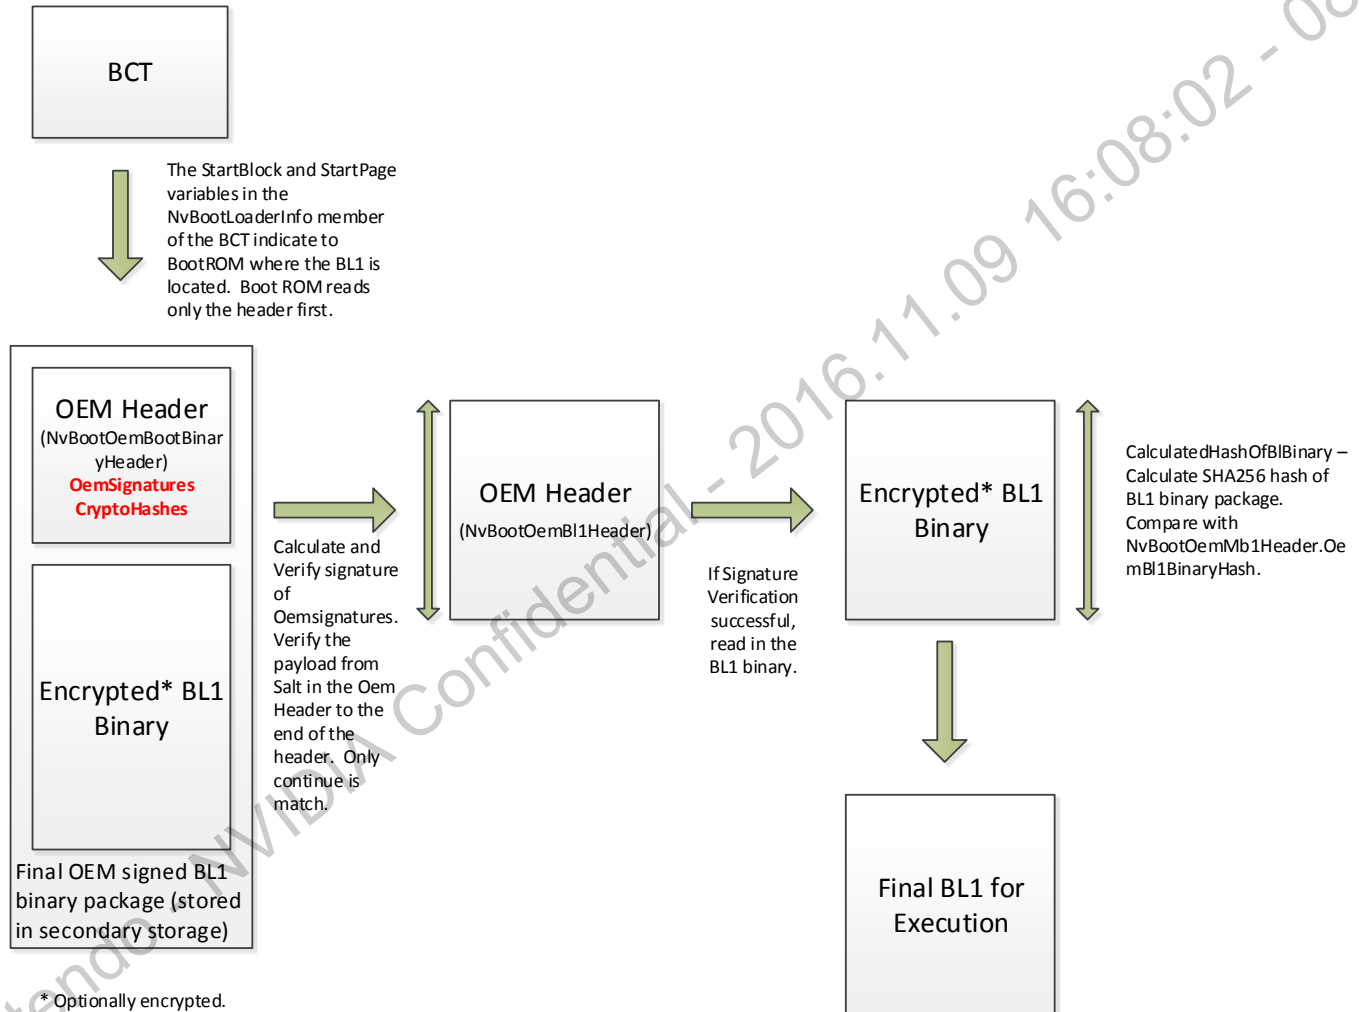 BCT
The StartBlock and StartPage
variables in the
NvBootLoaderInfo member
of the BCT indicate to
BootROM where the BL1 is
located.  Boot ROM reads
only the header first.
OEM Header
(NvBootOemBootBinar
yHeader)
OemSignatures
CryptoHashes
Encrypted* BL1
Binary
Final OEM signed BL1
binary package (stored
in secondary storage)
* Optionally encrypted.
Calculate and
Verify signature
of
Oemsignatures.
Verify the
payload from
Salt in the Oem
Header to the
end of the
header.  Only
continue is
match.
OEM Header
(NvBootOemBl1Header)
If Signature
Verification
successful,
read in the
BL1 binary.
Encrypted* BL1
Binary
CalculatedHashOfBlBinary –
Calculate SHA256 hash of
BL1 binary package.
Compare with
NvBootOemMb1Header.Oe
mBl1BinaryHash.
Final BL1 for
Execution
tendo - NVIDIA Confidential - 2016.11.09 16:08:02 - 08